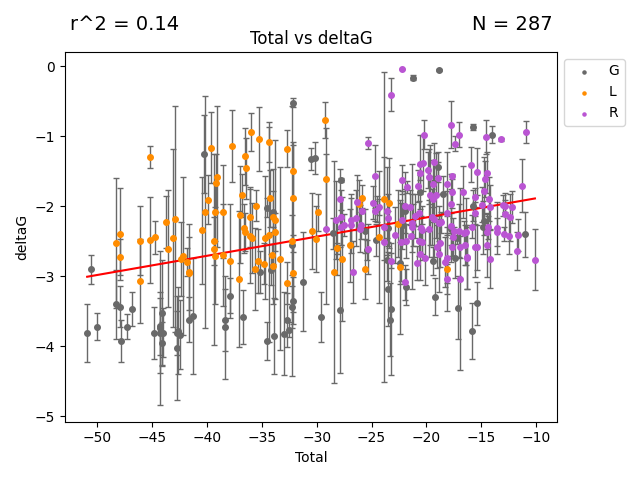 r^2 = 0.14
N = 287
Total vs deltaG
G
L
R
0
−1
−2
−3
−4
−5
deltaG
−50 −45 −40 −35 −30 −25 −20 −15 −10
Total